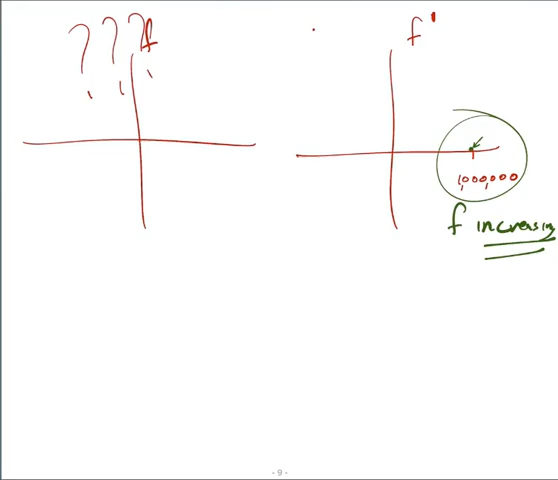 ? ? ? f
f'
1,000,000
f increasing
- 9 -